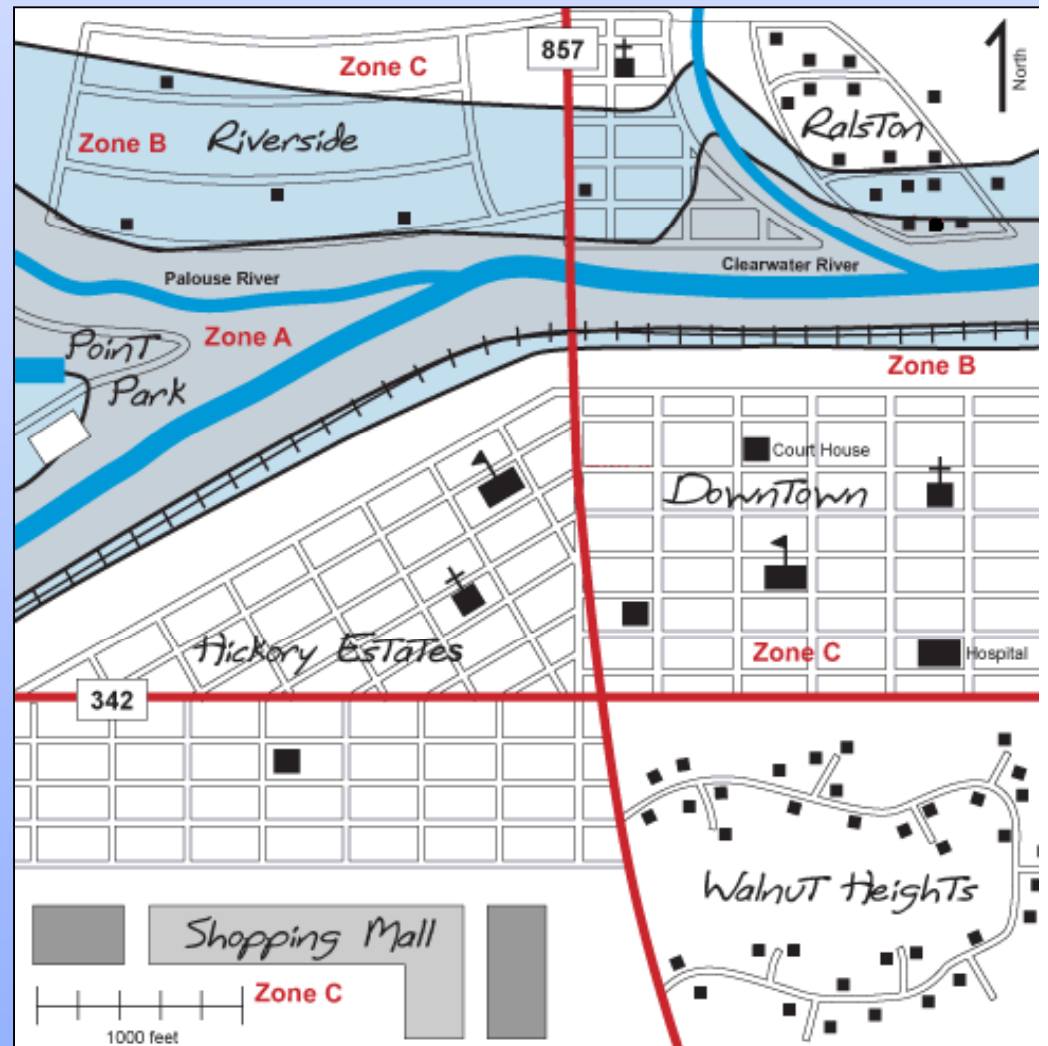 857
Zone C
North
Zone B
Riverside
Ralston
Palouse River
Clearwater River
Zone A
Point
Park
Zone B
Court House
Downtown
Hickory Estates
Zone C
Hospital
342
Walnut Heights
Shopping Mall
Zone C
1000 feet